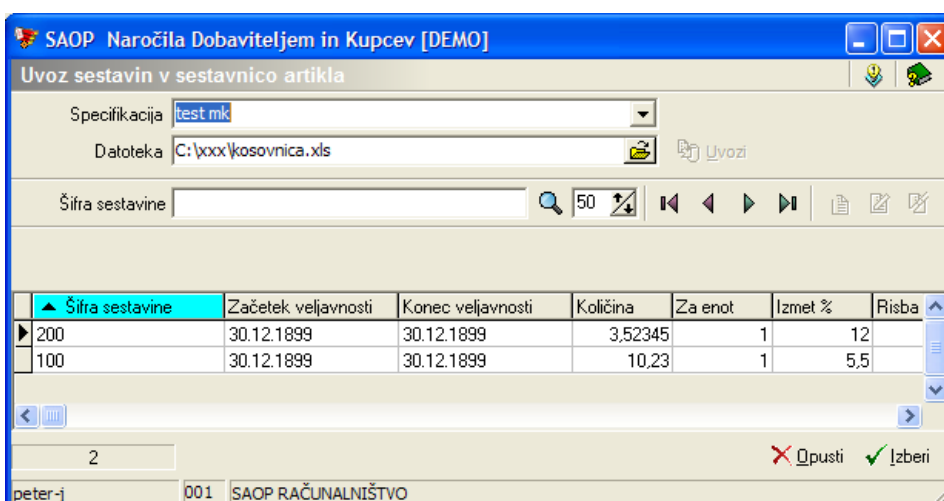 SAOP Naročila Dobaviteljem in Kupcev [DEMO]
Uvoz sestavin v sestavnico artikla
Specifikacija test mk
Datoteka C:\xxx\kosovnica.xls Uvozi
Šifra sestavine 50
Šifra sestavine Začetek veljavnosti Konec veljavnosti Količina Za enot Izmet % Risba
200 30.12.1899 30.12.1899 3,52345 1 12
100 30.12.1899 30.12.1899 10,23 1 5,5
2 Opusti Izberi
peter-j 001 SAOP RAČUNALNIŠTVO